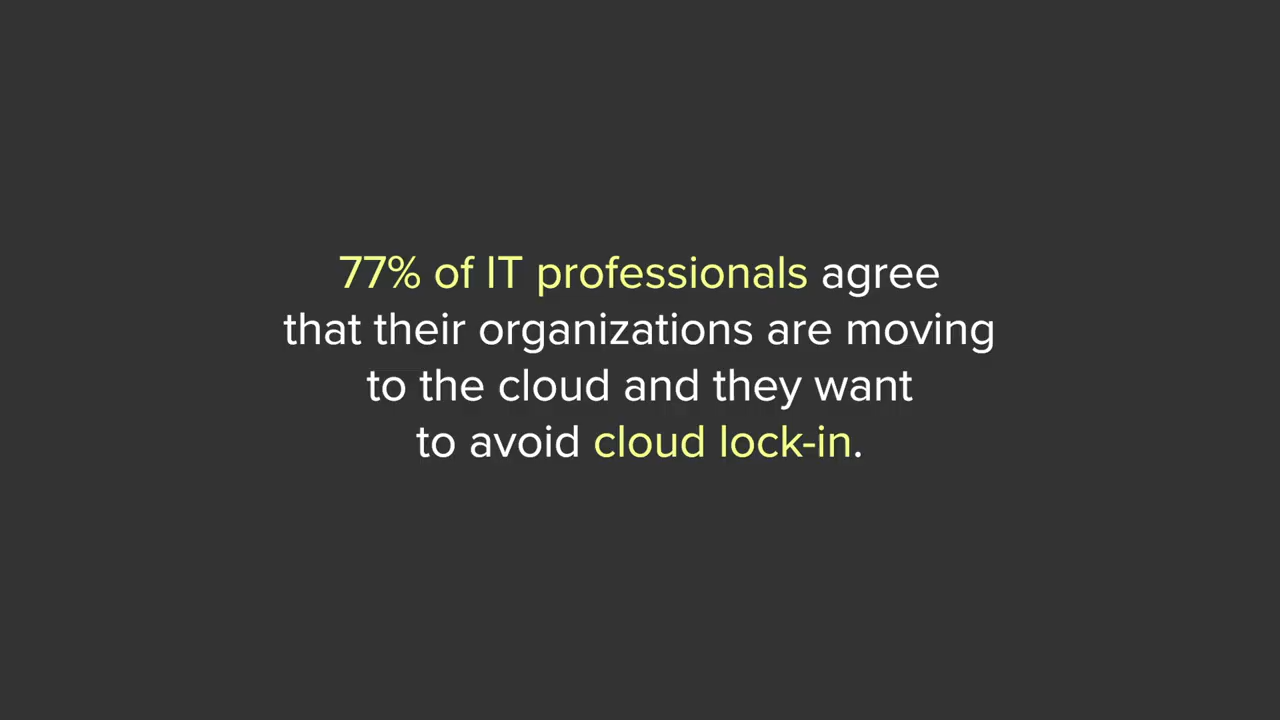 77% of IT professionals agree
that their organizations are moving
to the cloud and they want
to avoid cloud lock-in.